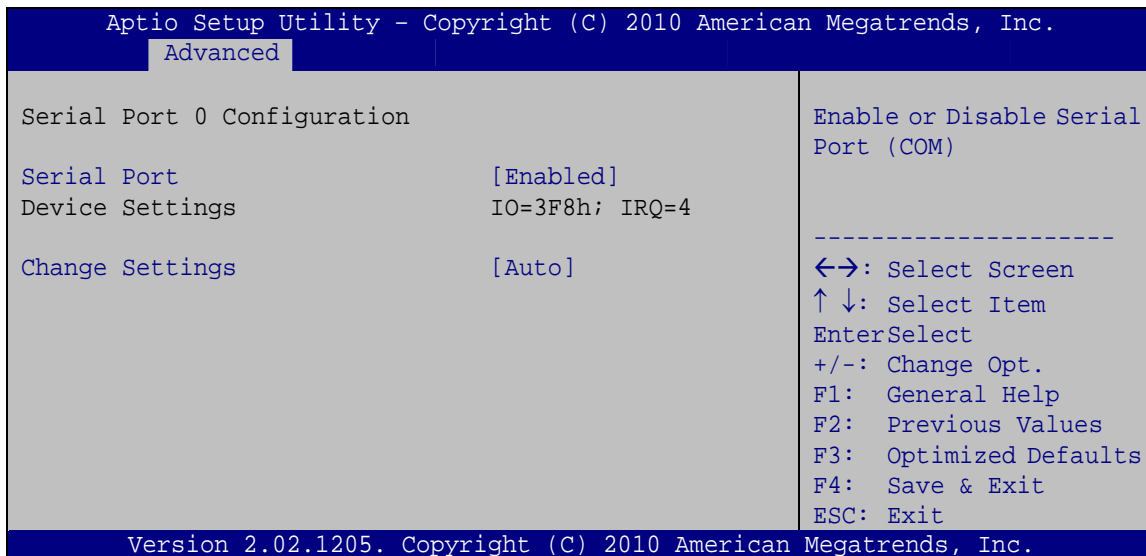 Aptio Setup Utility – Copyright (C) 2010 American Megatrends, Inc.
Advanced
Serial Port 0 Configuration
Serial Port [Enabled]
Device Settings IO=3F8h; IRQ=4
Change Settings [Auto]
Enable or Disable Serial
Port (COM)
---------------------
←→: Select Screen
↑ ↓: Select Item
EnterSelect
+/-: Change Opt.
F1: General Help
F2: Previous Values
F3: Optimized Defaults
F4: Save & Exit
ESC: Exit
Version 2.02.1205. Copyright (C) 2010 American Megatrends, Inc.